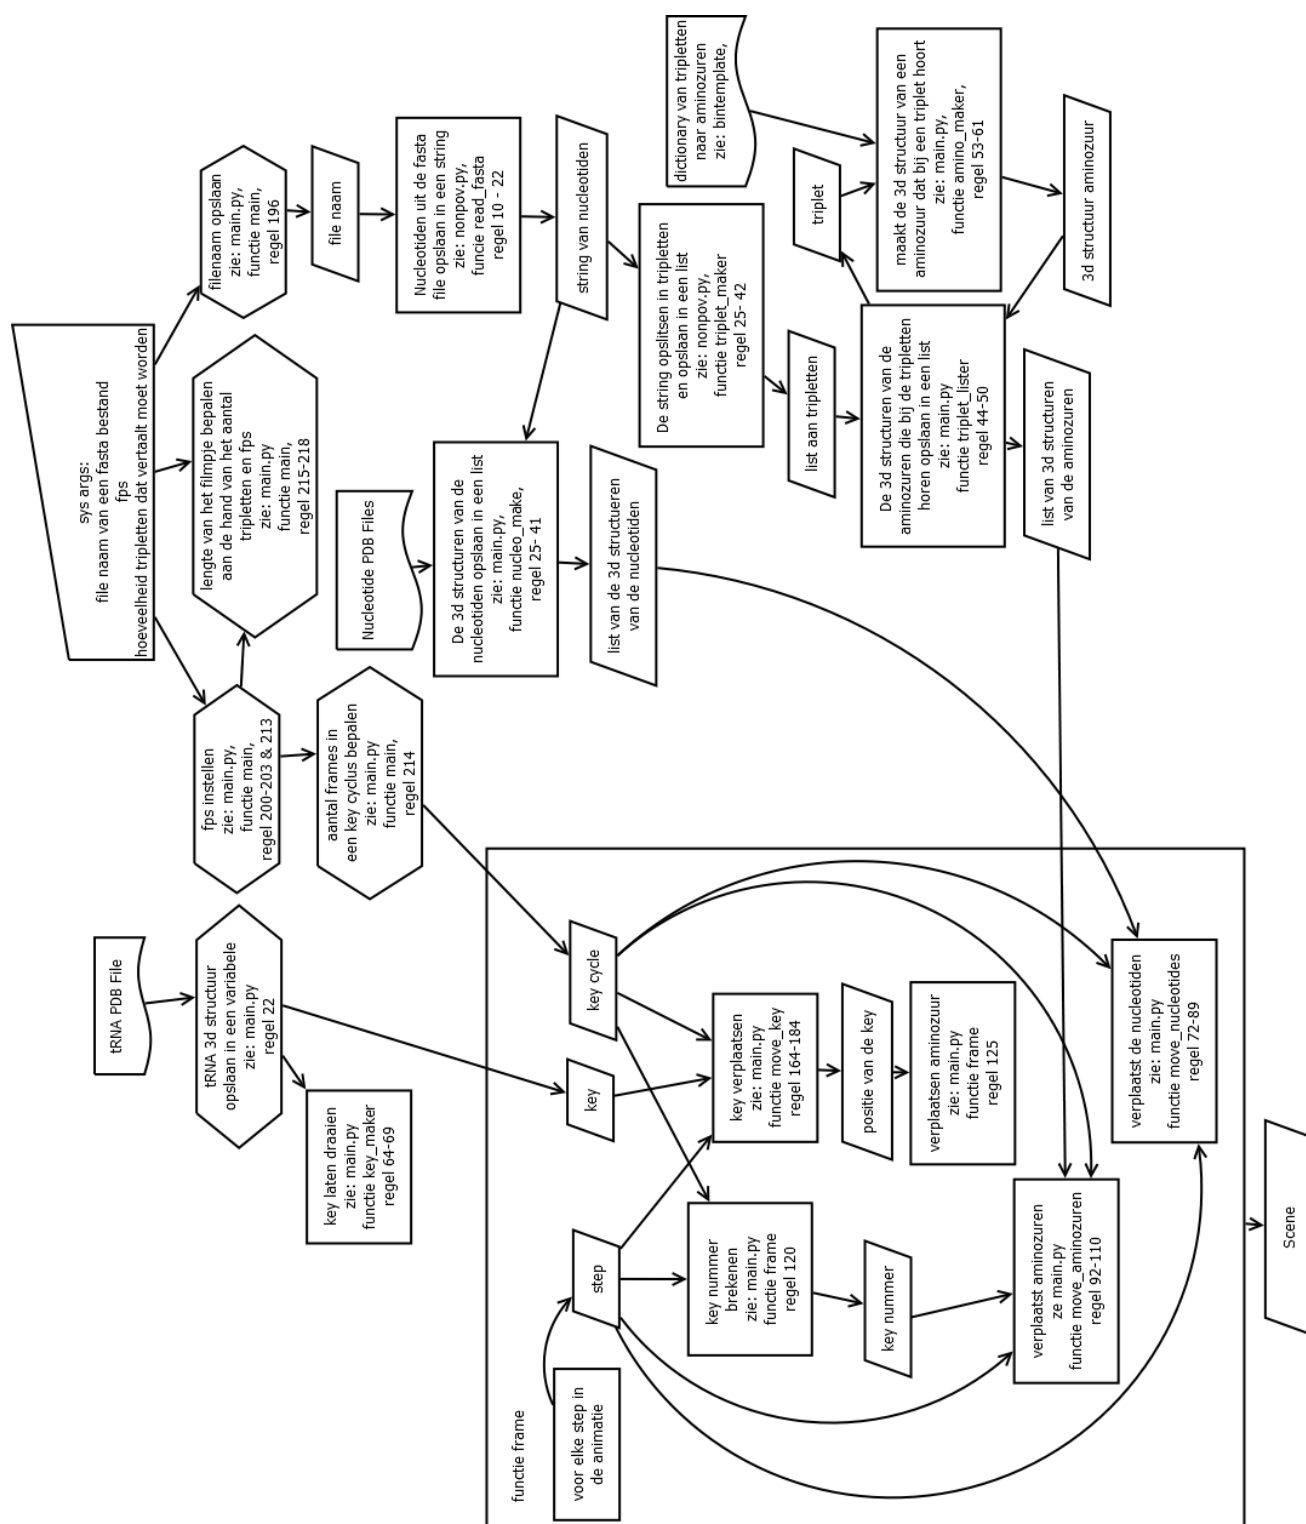 sys args:
file naam van een fasta bestand
fps
hoeveelheid tripletten dat vertaalt moet worden
tRNA PDB File
tRNA 3d structuur
opslaan in een variabele
zie: main.py
regel 22
fps instellen
zie: main.py,
functie main,
regel 200-203 & 213
lengte van het filmpje bepalen
aan de hand van het aantal
tripletten en fps
zie: main.py
functie main,
regel 215-218
filenaam opslaan
zie: main.py,
functie main,
regel 196
key laten draaien
zie: main.py
functie key_maker
regel 64-69
aantal frames in
een key cyclus bepalen
zie: main.py
functie main,
regel 214
Nucleotide PDB Files
file naam
Nucleotiden uit de fasta
file opslaan in een string
zie: nonpov.py,
funcie read_fasta
regel 10 - 22
De 3d structuren van de
nucleotiden opslaan in een list
zie: main.py,
functie nucleo_make,
regel 25- 41
string van nucleotiden
functie frame
voor elke step in
de animatie
step
key
key cycle
list van de 3d structueren
van de nucleotiden
De string opslitsen in tripletten
en opslaan in een list
zie: nonpov.py,
functie triplet_maker
regel 25- 42
dictionary van tripletten
naar aminozuren
zie: bintemplate,
key nummer
brekenen
zie: main.py
functie frame
regel 120
key verplaatsen
zie: main.py
functie move_key
regel 164-184
list aan tripletten
triplet
key nummer
positie van de key
De 3d structuren van de
aminozuren die bij de tripletten
horen opslaan in een list
zie: main.py
functie triplet_lister
regel 44-50
maakt de 3d structuur van een
aminozuur dat bij een triplet hoort
zie: main.py,
functie amino_maker,
regel 53-61
verplaatsen aminozuur
zie: main.py
functie frame
regel 125
verplaatst aminozuren
ze main.py
functie move_aminozuren
regel 92-110
list van 3d structuren
van de aminozuren
3d structuur aminozuur
verplaatst de nucleotiden
zie: main.py
functie move_nucleotides
regel 72-89
Scene